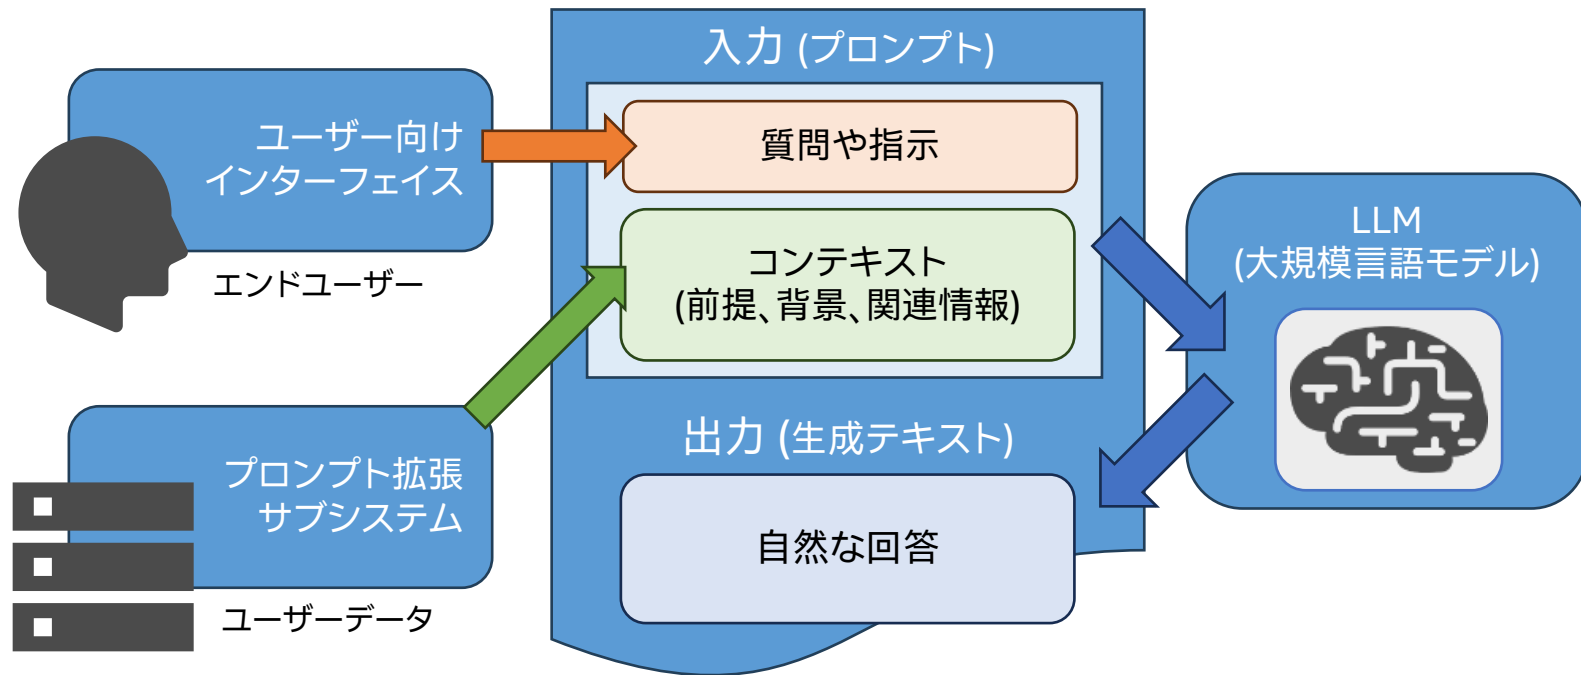 入力 (プロンプト)
ユーザー向け
インターフェイス
エンドユーザー
質問や指示
コンテキスト
(前提、背景、関連情報)
LLM
(大規模言語モデル)
プロンプト拡張
サブシステム
ユーザーデータ
出力 (生成テキスト)
自然な回答